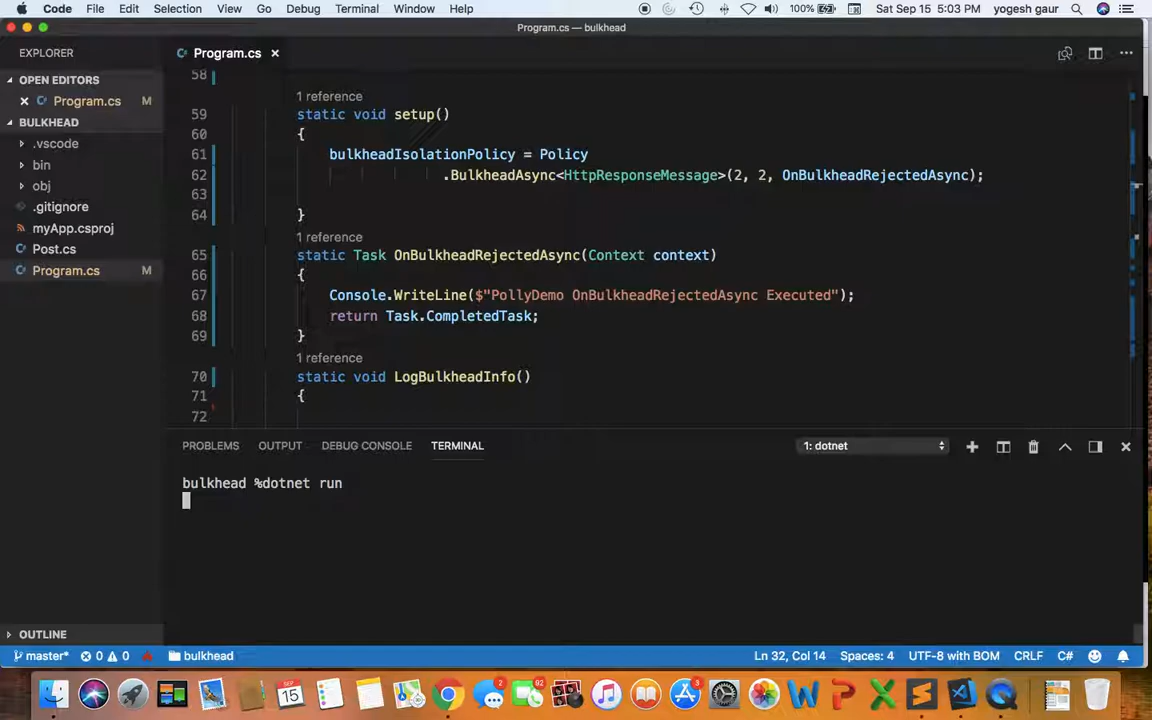 Code File Edit Selection View Go Debug Terminal Window Help 100% Sat Sep 15 5:03 PM yogesh gaur
Program.cs — bulkhead
EXPLORER
Program.cs
OPEN EDITORS
Program.cs M
BULKHEAD
.vscode
bin
obj
.gitignore
myApp.csproj
Post.cs
Program.cs M
OUTLINE
58
1 reference
59 static void setup()
60 {
61 bulkheadIsolationPolicy = Policy
62 .BulkheadAsync<HttpResponseMessage>(2, 2, OnBulkheadRejectedAsync);
63
64 }
1 reference
65 static Task OnBulkheadRejectedAsync(Context context)
66 {
67 Console.WriteLine($"PollyDemo OnBulkheadRejectedAsync Executed");
68 return Task.CompletedTask;
69 }
1 reference
70 static void LogBulkheadInfo()
71 {
72
PROBLEMS OUTPUT DEBUG CONSOLE TERMINAL 1: dotnet
bulkhead %dotnet run
master* 0 0 bulkhead Ln 32, Col 14 Spaces: 4 UTF-8 with BOM CRLF C#
SEP
15
2
92
3